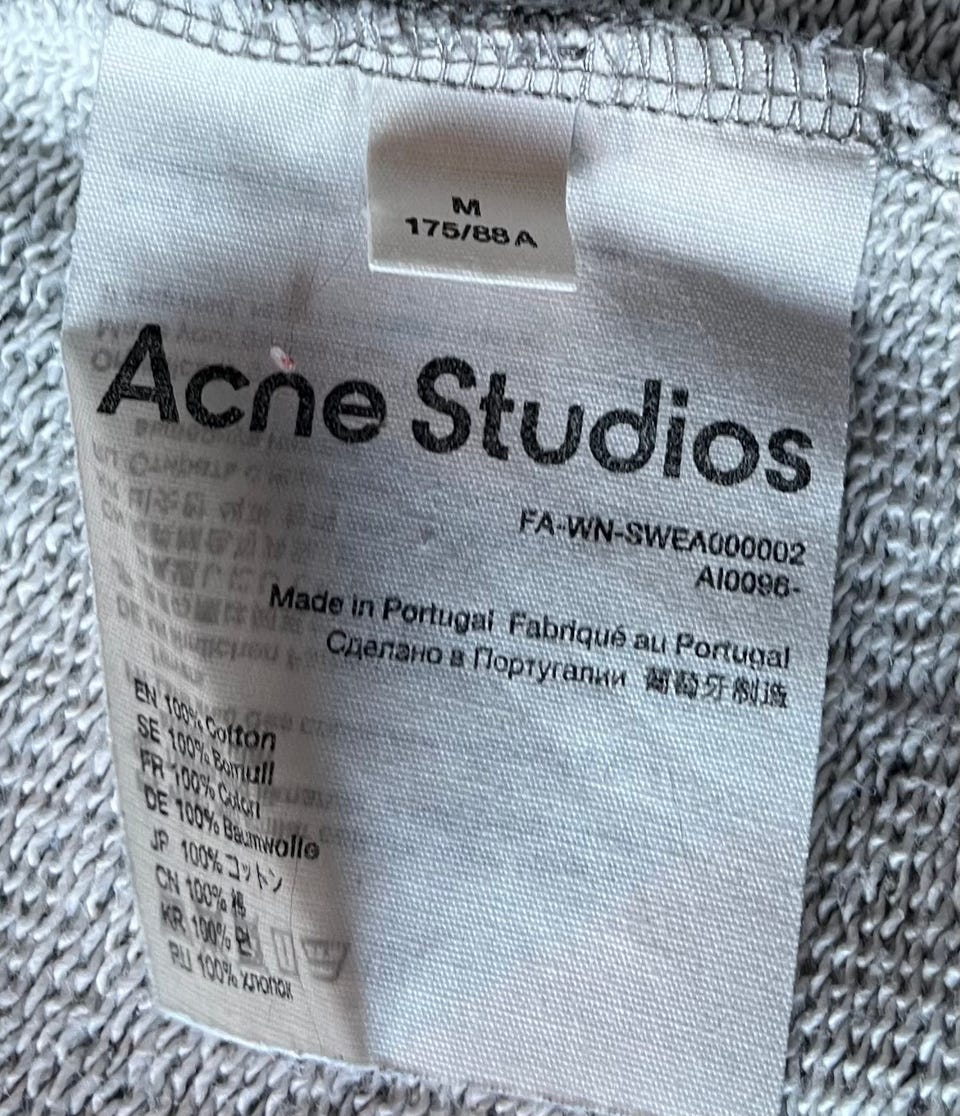 M
175/88A
Acne Studios
FA-WN-SWEA000002
AI0096-
Made in Portugal Fabriqué au Portugal
Сделано в Португалии 葡萄牙制造
EN 100% Cotton
SE 100% Bomull
FR 100% Coton
DE 100% Baumwolle
JP 100% コットン
CN 100% 棉
KR 100% 면
RU 100% хлопок